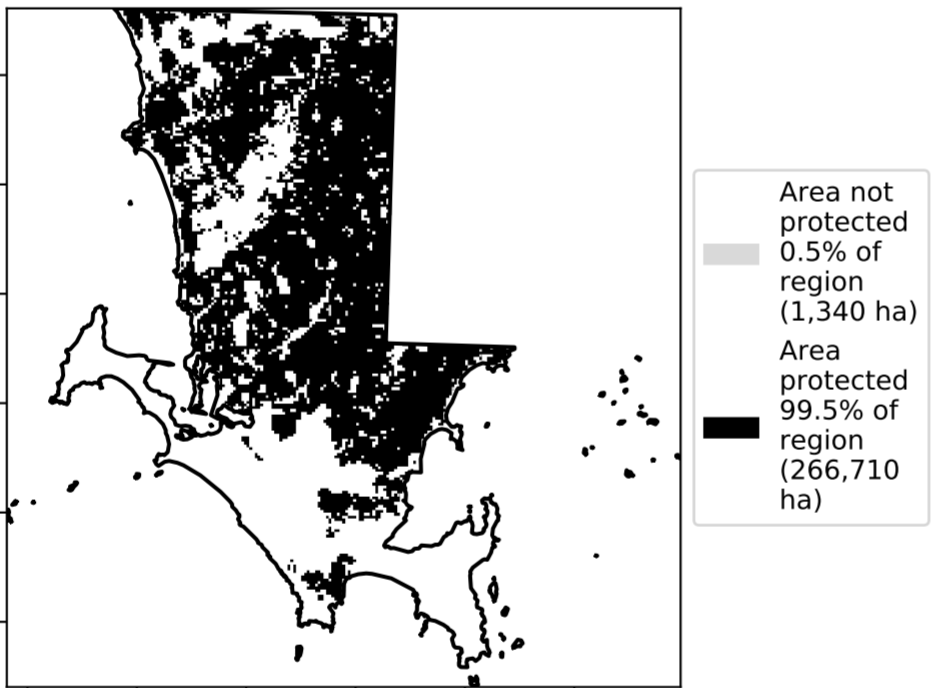 Area not
protected
0.5% of
region
(1,340 ha)
Area
protected
99.5% of
region
(266,710
ha)